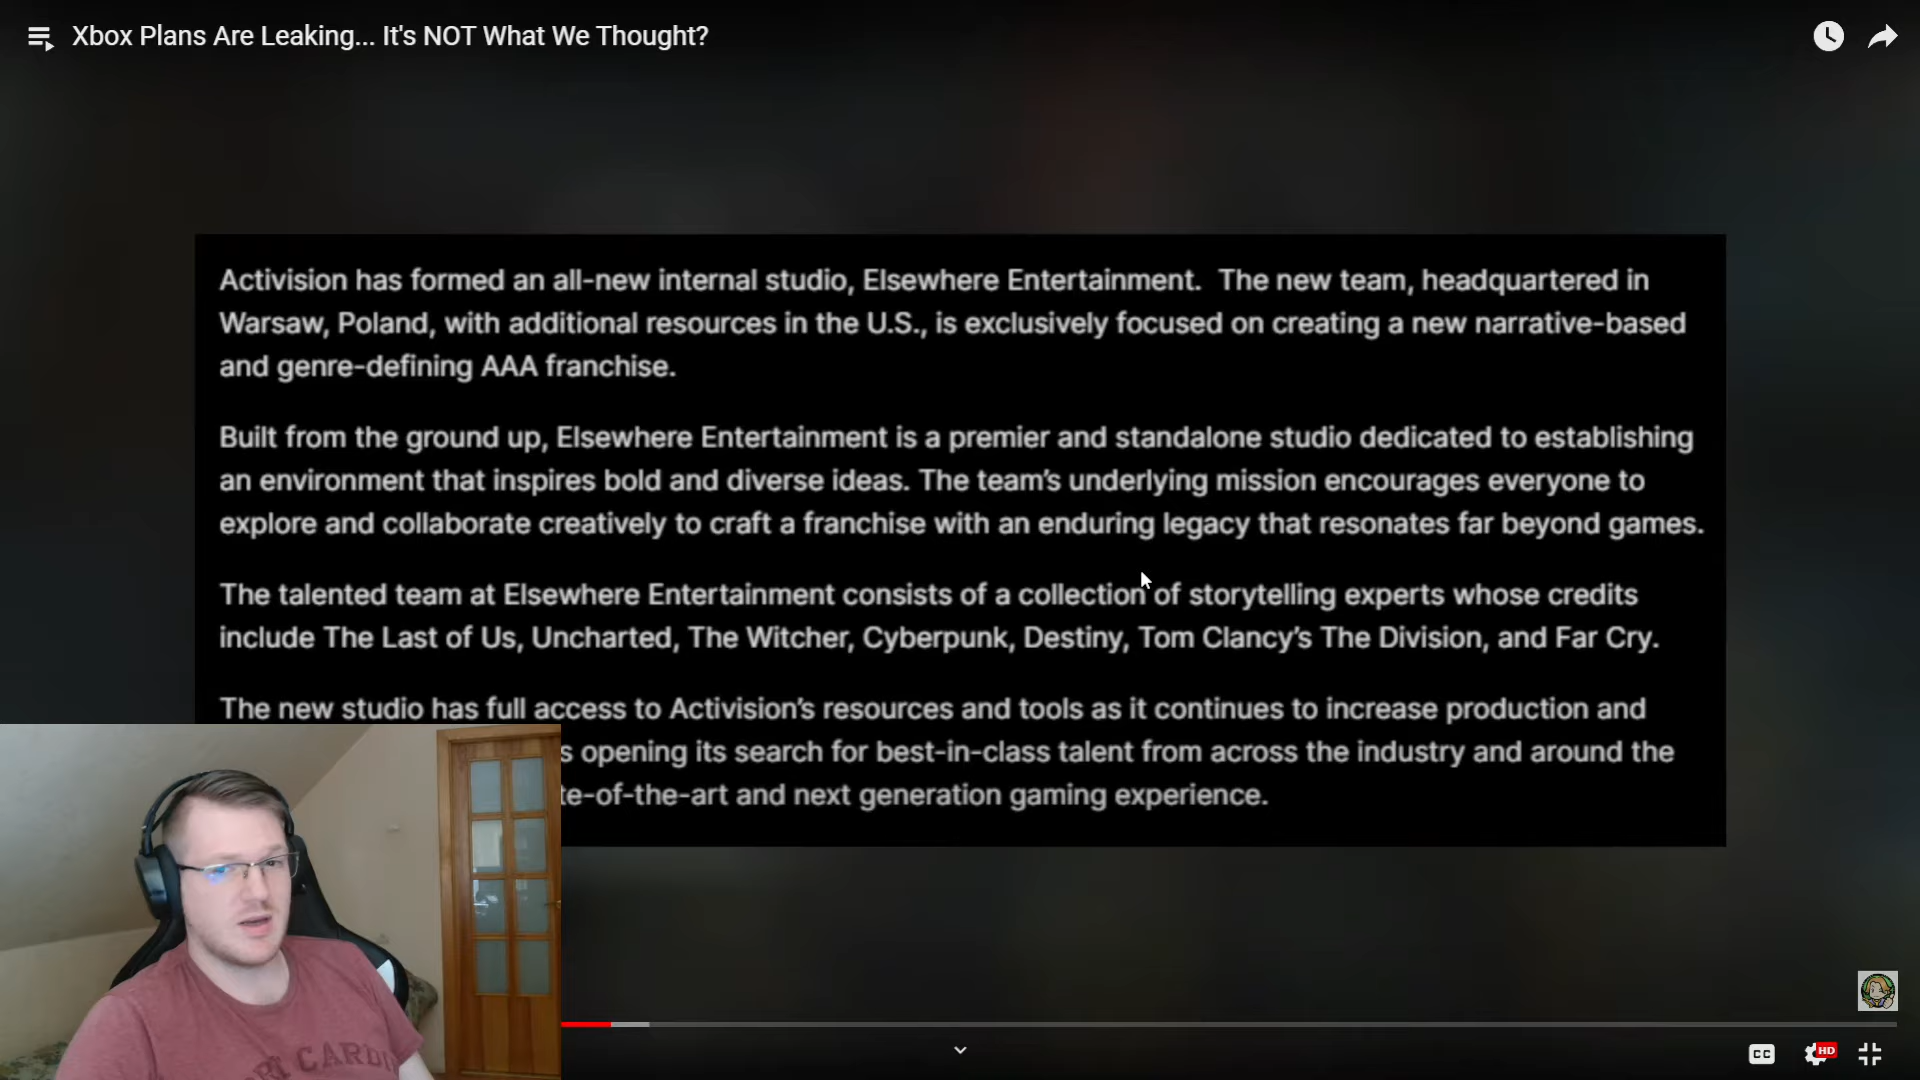 Xbox Plans Are Leaking... It's NOT What We Thought?
Activision has formed an all-new internal studio, Elsewhere Entertainment. The new team, headquartered in
Warsaw, Poland, with additional resources in the U.S., is exclusively focused on creating a new narrative-based
and genre-defining AAA franchise.
Built from the ground up, Elsewhere Entertainment is a premier and standalone studio dedicated to establishing
an environment that inspires bold and diverse ideas. The team’s underlying mission encourages everyone to
explore and collaborate creatively to craft a franchise with an enduring legacy that resonates far beyond games.
The talented team at Elsewhere Entertainment consists of a collection of storytelling experts whose credits
include The Last of Us, Uncharted, The Witcher, Cyberpunk, Destiny, Tom Clancy’s The Division, and Far Cry.
The new studio has full access to Activision’s resources and tools as it continues to increase production and
s opening its search for best-in-class talent from across the industry and around the
te-of-the-art and next generation gaming experience.
CC
HD